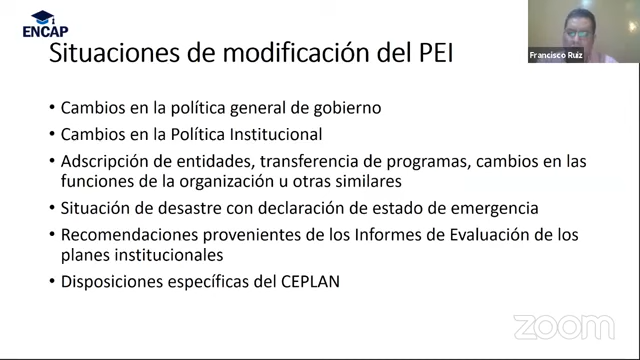 ENCAP
Situaciones de modificación del PEI
Francisco Ruiz
• Cambios en la política general de gobierno
• Cambios en la Política Institucional
• Adscripción de entidades, transferencia de programas, cambios en las
funciones de la organización u otras similares
• Situación de desastre con declaración de estado de emergencia
• Recomendaciones provenientes de los Informes de Evaluación de los
planes institucionales
• Disposiciones específicas del CEPLAN
zoom